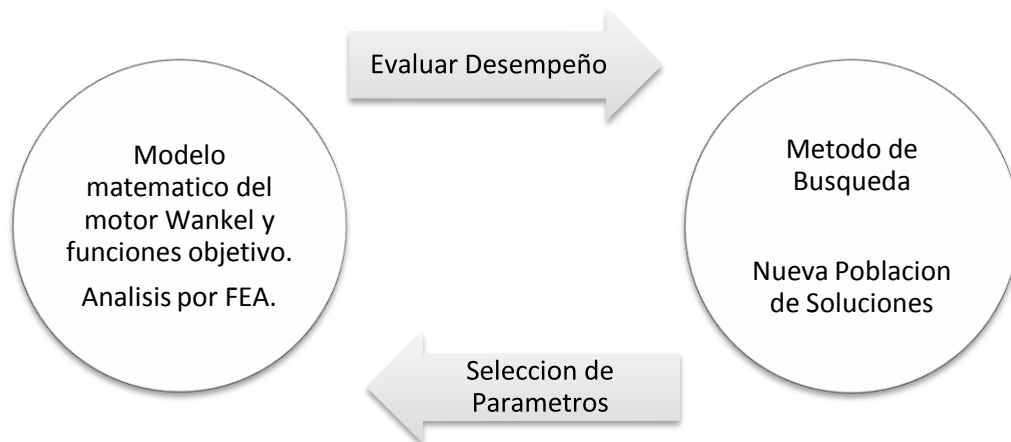 Evaluar Desempeño
Modelo
matematico del
motor Wankel y
funciones objetivo.
Analisis por FEA.
Metodo de
Busqueda
Nueva Poblacion
de Soluciones
Seleccion de
Parametros